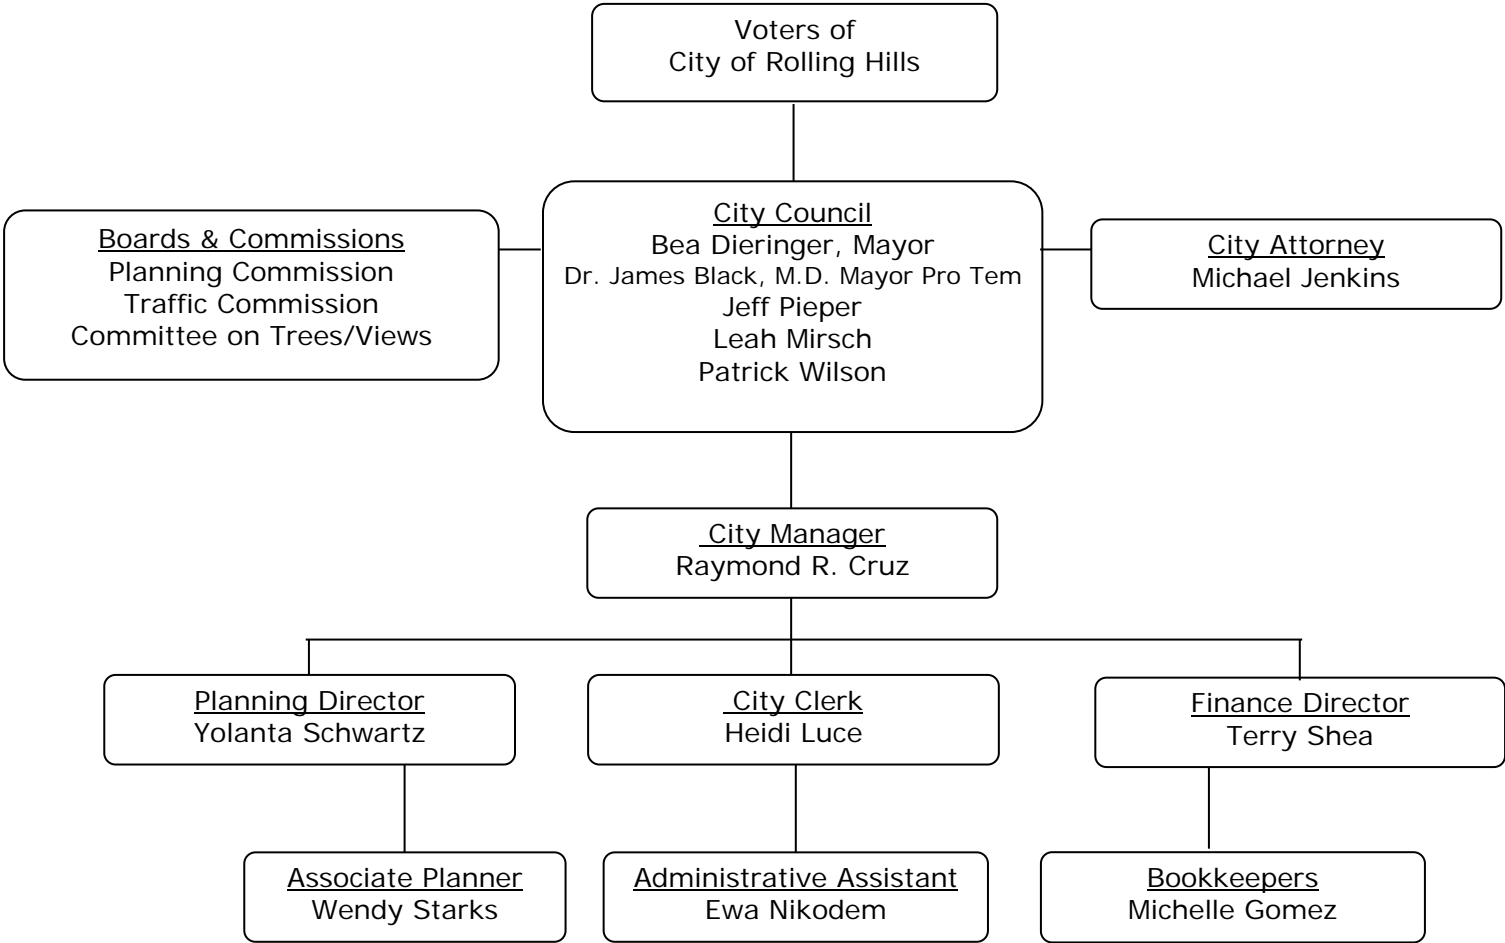 Voters of
City of Rolling Hills
Boards & Commissions
Planning Commission
Traffic Commission
Committee on Trees/Views
City Council
Bea Dieringer, Mayor
Dr. James Black, M.D. Mayor Pro Tem
Jeff Pieper
Leah Mirsch
Patrick Wilson
City Attorney
Michael Jenkins
City Manager
Raymond R. Cruz
Planning Director
Yolanta Schwartz
City Clerk
Heidi Luce
Finance Director
Terry Shea
Associate Planner
Wendy Starks
Administrative Assistant
Ewa Nikodem
Bookkeepers
Michelle Gomez